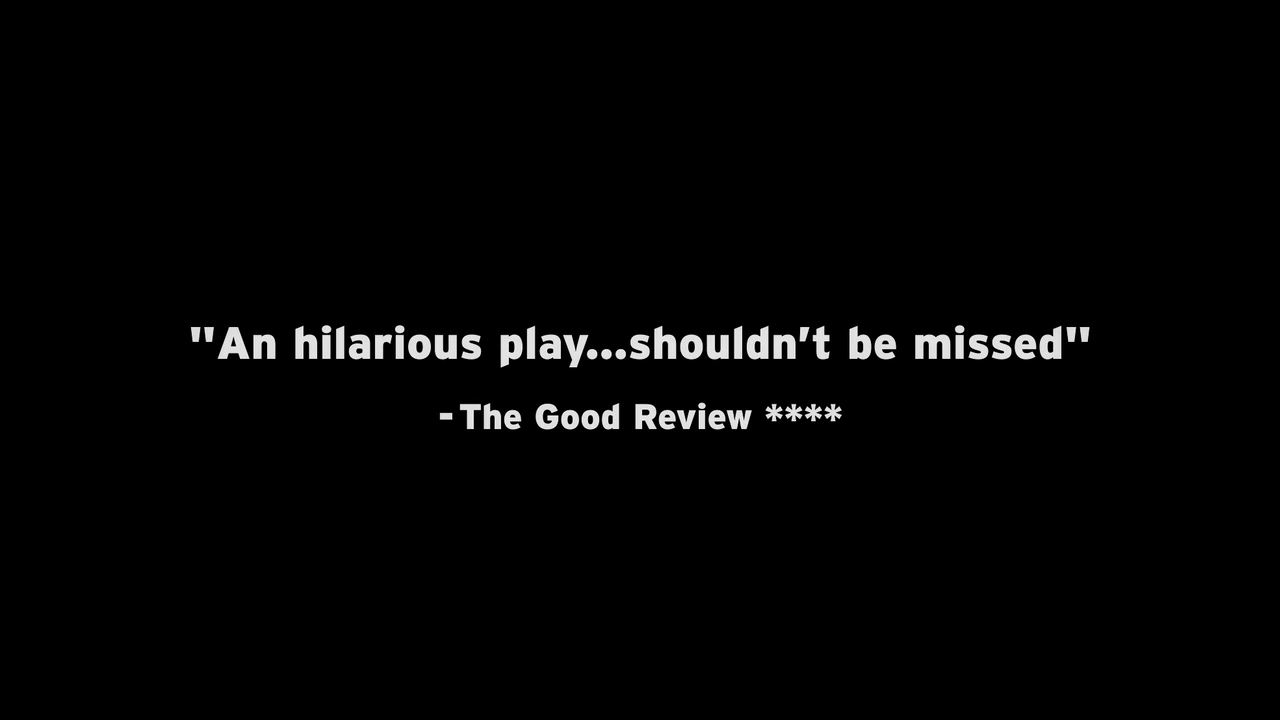 "An hilarious play...shouldn't be missed"
-The Good Review ****